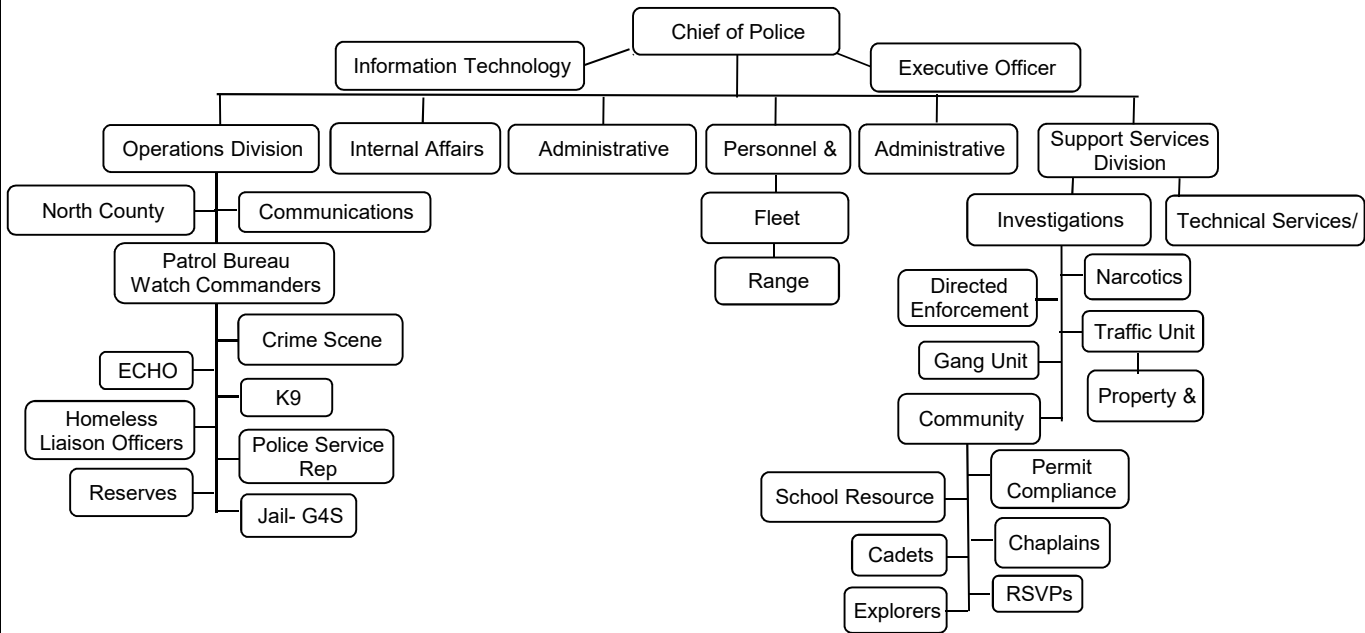 Chief of Police
Information Technology
Executive Officer
Operations Division
Internal Affairs
Administrative
Personnel &
Administrative
Support Services
Division
North County
Communications
Fleet
Investigations
Technical Services/
Patrol Bureau
Watch Commanders
Range
Directed
Enforcement
Narcotics
Crime Scene
Traffic Unit
ECHO
Gang Unit
K9
Property &
Homeless
Liaison Officers
Community
Police Service
Rep
Reserves
Jail- G4S
School Resource
Permit
Compliance
Cadets
Chaplains
Explorers
RSVPs